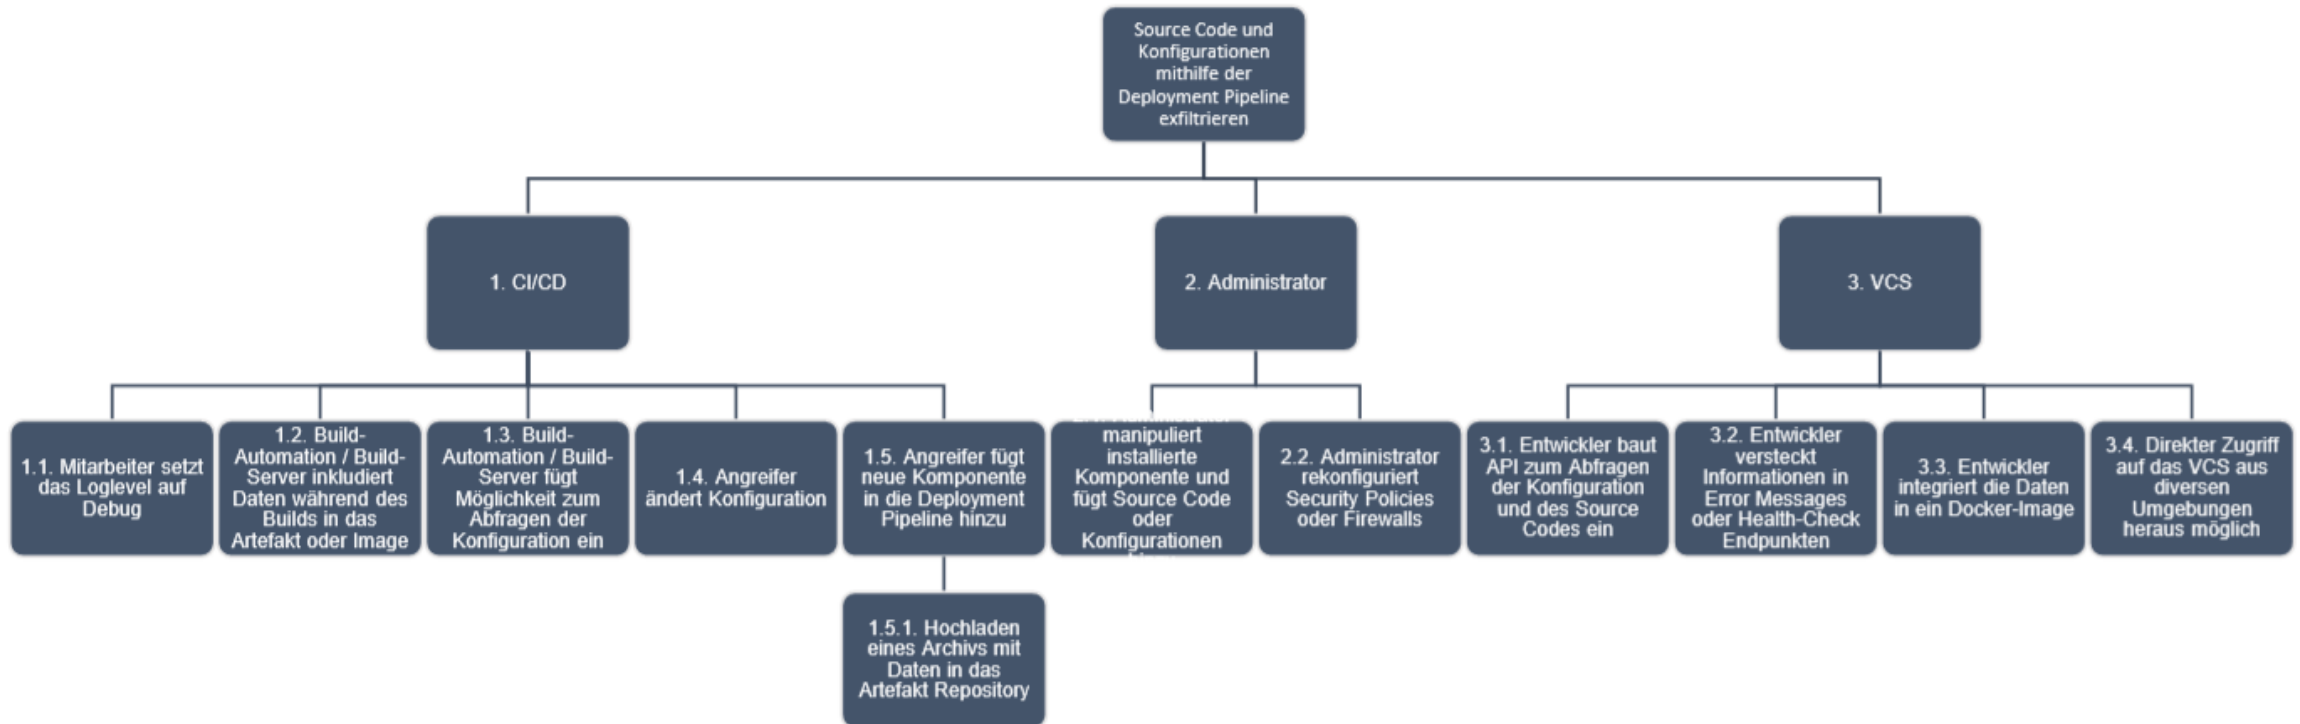 Source Code und
Konfigurationen
mithilfe der
Deployment Pipeline
exfiltrieren
1. CI/CD
2. Administrator
3. VCS
1.1. Mitarbeiter setzt
das Loglevel auf
Debug
1.2. Build-
Automation / Build-
Server inkludiert
Daten während des
Builds in das
Artefakt oder Image
1.3. Build-
Automation / Build-
Server fügt
Möglichkeit zum
Abfragen der
Konfiguration ein
1.4. Angreifer
ändert Konfiguration
1.5. Angreifer fügt
neue Komponente
in die Deployment
Pipeline hinzu
manipuliert
installierte
Komponente und
fügt Source Code
oder
Konfigurationen
2.2. Administrator
rekonfiguriert
Security Policies
oder Firewalls
3.1. Entwickler baut
API zum Abfragen
der Konfiguration
und des Source
Codes ein
3.2. Entwickler
versteckt
Informationen in
Error Messages
oder Health-Check
Endpunkten
3.3. Entwickler
integriert die Daten
in ein Docker-Image
3.4. Direkter Zugriff
auf das VCS aus
diversen
Umgebungen
heraus möglich
1.5.1. Hochladen
eines Archivs mit
Daten in das
Artefakt Repository